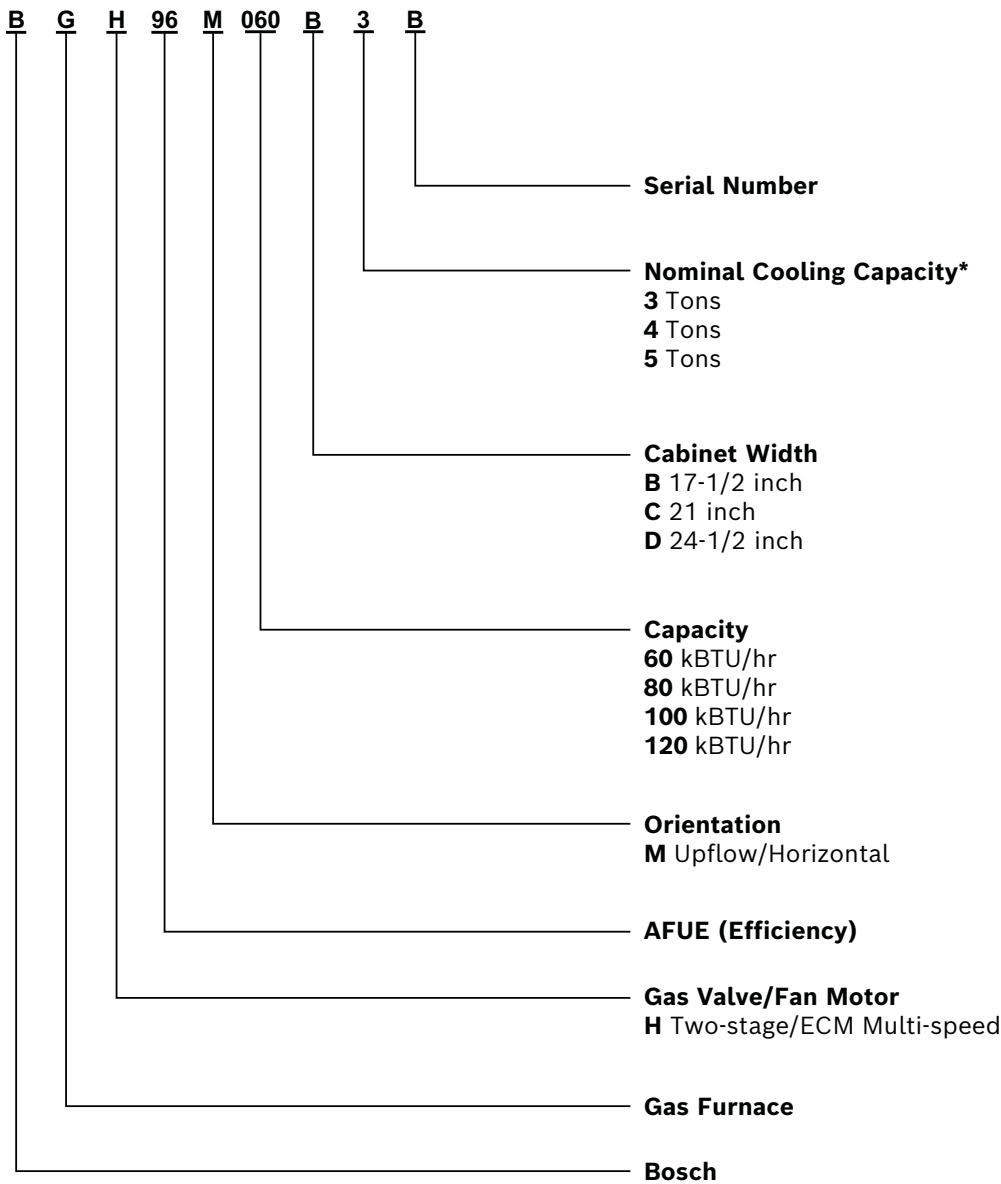 B G H 96 M 060 B 3 B
Serial Number
Nominal Cooling Capacity*
3 Tons
4 Tons
5 Tons
Cabinet Width
B 17-1/2 inch
C 21 inch
D 24-1/2 inch
Capacity
60 kBTU/hr
80 kBTU/hr
100 kBTU/hr
120 kBTU/hr
Orientation
M Upflow/Horizontal
AFUE (Efficiency)
Gas Valve/Fan Motor
H Two-stage/ECM Multi-speed
Gas Furnace
Bosch